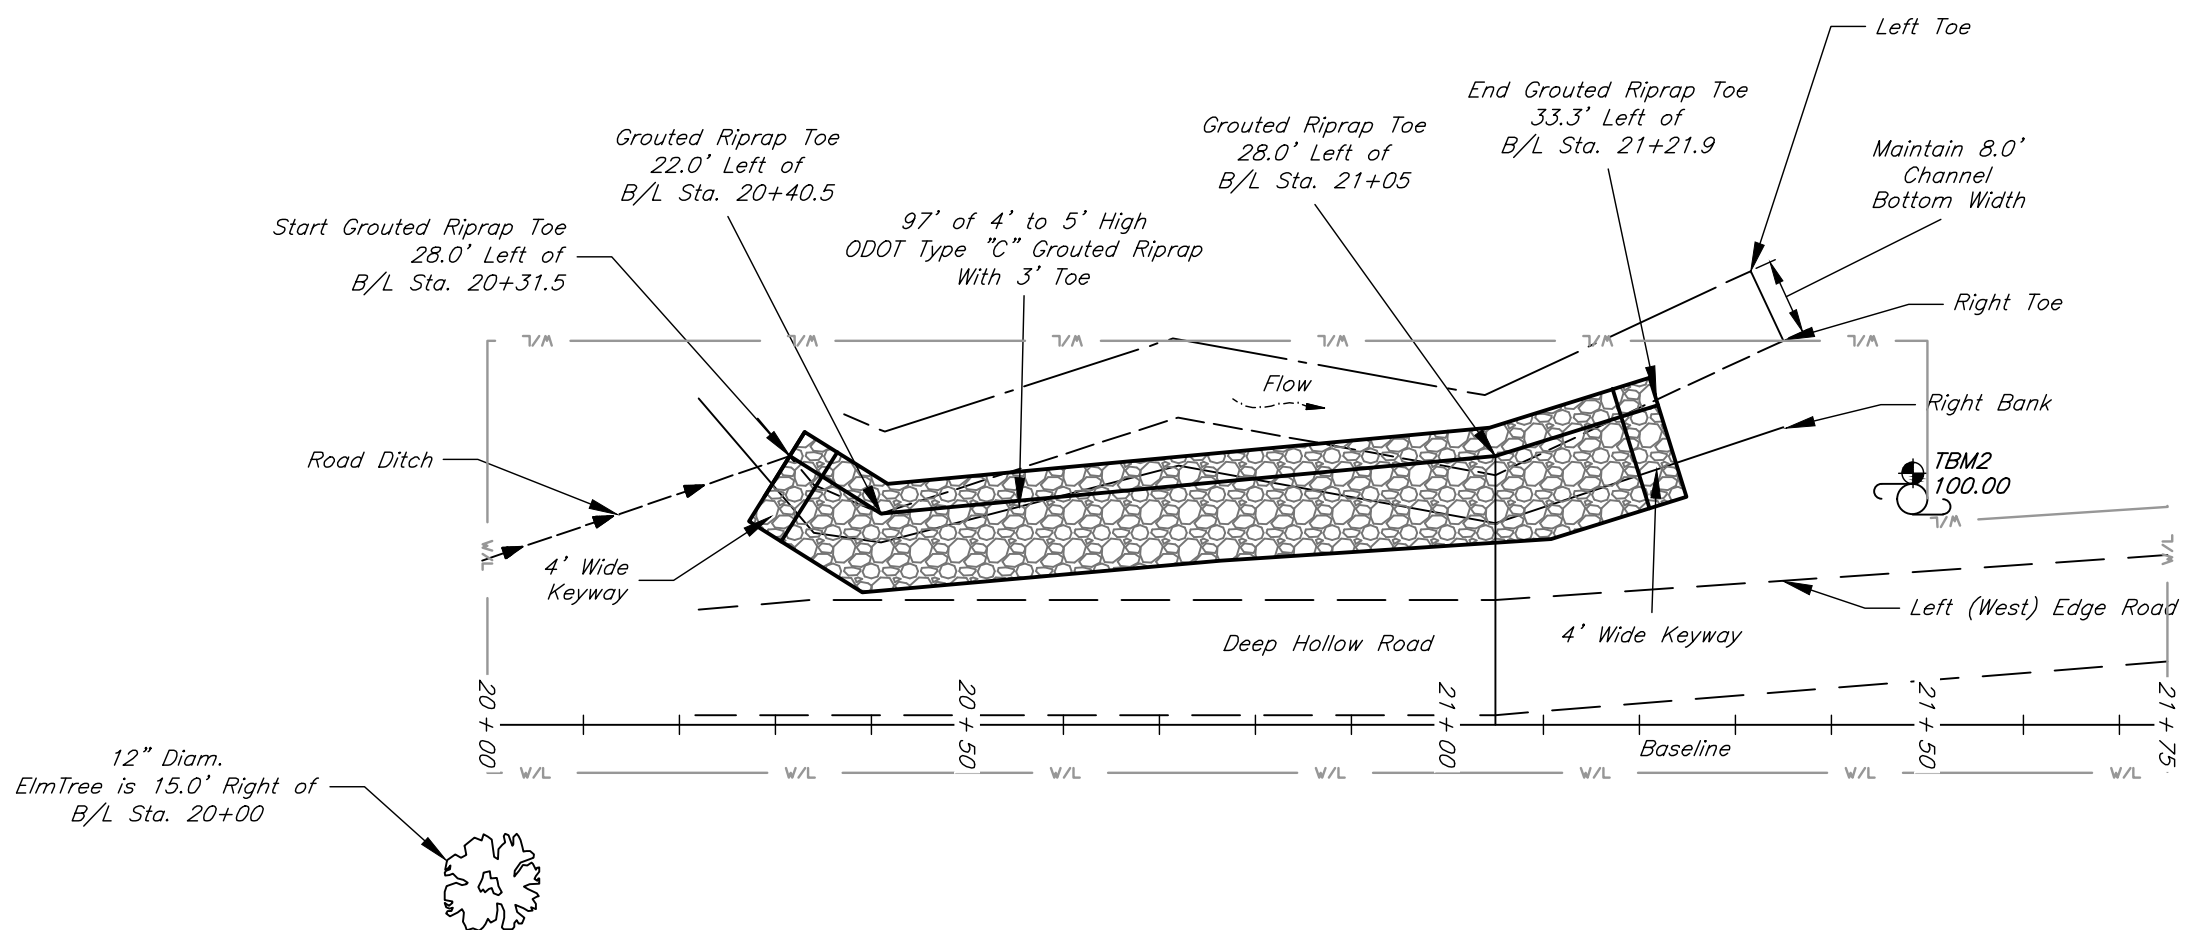 Left Toe
End Grouted Riprap Toe
33.3' Left of
B/L Sta. 21+21.9
Grouted Riprap Toe
28.0' Left of
B/L Sta. 21+05
Grouted Riprap Toe
22.0' Left of
B/L Sta. 20+40.5
Maintain 8.0'
Channel
Bottom Width
97' of 4' to 5' High
ODOT Type "C" Grouted Riprap
With 3' Toe
Start Grouted Riprap Toe
28.0' Left of
B/L Sta. 20+31.5
Right Toe
W/L
W/L
W/L
W/L
W/L
W/L
Flow
Right Bank
Road Ditch
TBM2
100.00
W/L
W/L
W/L
4' Wide
Keyway
Left (West) Edge Road
4' Wide Keyway
Deep Hollow Road
20+00
20+50
21+00
21+50
21+75
Baseline
W/L
W/L
W/L
W/L
W/L
W/L
W/L
12" Diam.
ElmTree is 15.0' Right of
B/L Sta. 20+00